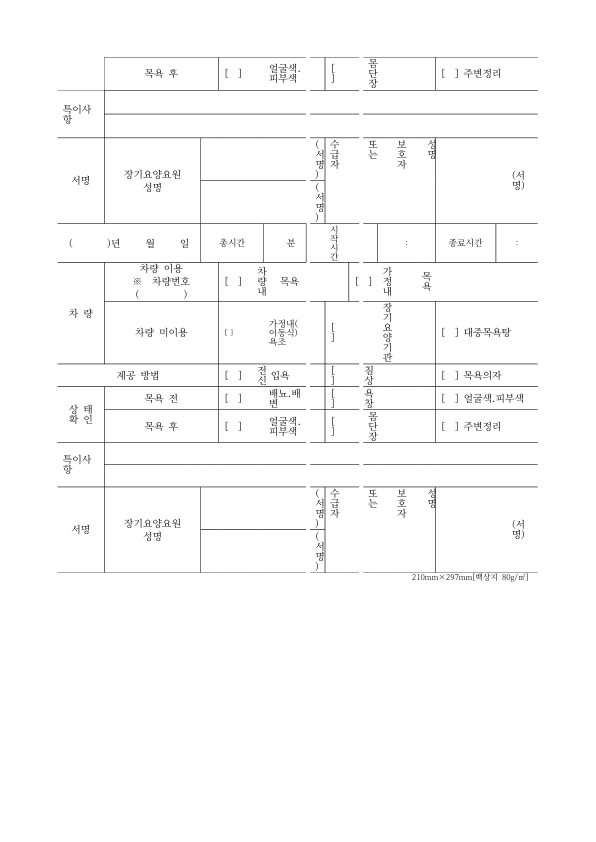 목욕 후 [ ] 얼굴색. 피부색 [ ] 몸단장 [ ] 주변정리
특이사항
서명 장기요양요원 성명 (서명) 수급자 또는 보호자 성명 (서명)
(서명)
( )년 월 일 총시간 분 시작시간 : 종료시간 :
차 량 차량 이용
※ 차량번호
( )
[ ] 차량내 목욕 [ ] 가정내 목욕
차량 미이용 [ ] 가정내(이동식) 욕조 [ ] 장기요양기관 [ ] 대중목욕탕
제공 방법 [ ] 전신 입욕 [ ] 침상 [ ] 목욕의자
상 태 확 인 목욕 전 [ ] 배뇨.배변 [ ] 욕창 [ ] 얼굴색.피부색
목욕 후 [ ] 얼굴색. 피부색 [ ] 몸단장 [ ] 주변정리
특이사항
서명 장기요양요원 성명 (서명) 수급자 또는 보호자 성명 (서명)
(서명)
210mm×297mm[백상지 80g/㎡]